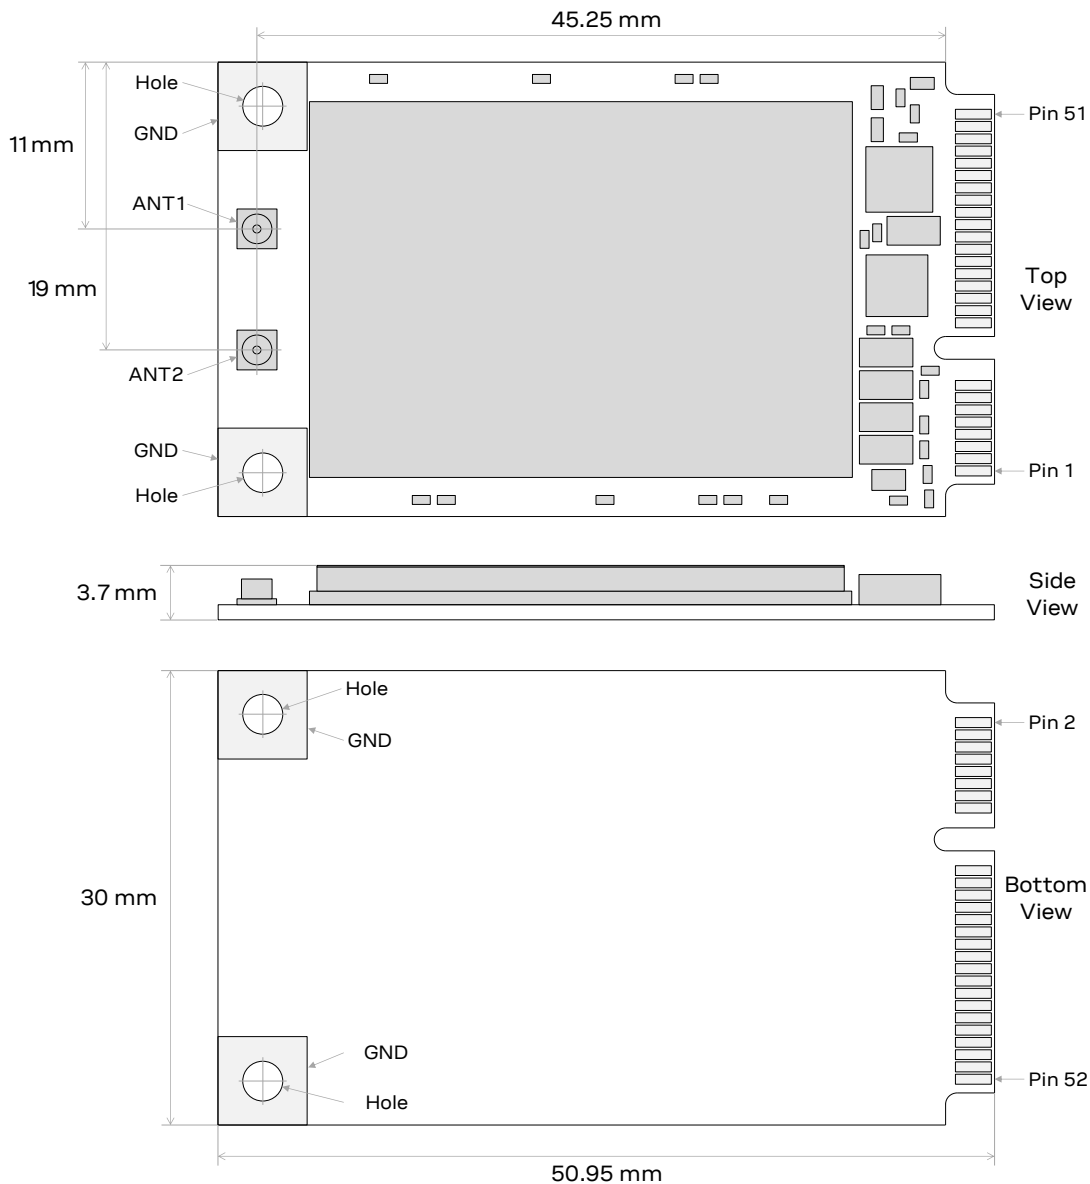 45.25 mm
Hole
GND
Pin 51
11 mm
ANT1
19 mm
Top
View
ANT2
GND
Hole
Pin 1
3.7 mm
Side
View
Hole
GND
Pin 2
30 mm
Bottom
View
GND
Hole
Pin 52
50.95 mm